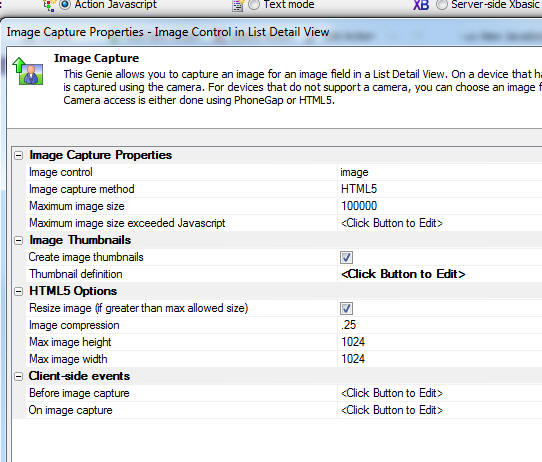 Action Javascript Text mode XB Server-side Xbasic
Image Capture Properties - Image Control in List Detail View
Image Capture
This Genie allows you to capture an image for an image field in a List Detail View. On a device that
is captured using the camera. For devices that do not support a camera, you can choose an image
Camera access is either done using PhoneGap or HTML5.
Image Capture Properties
Image control image
Image capture method HTML5
Maximum image size 100000
Maximum image size exceeded Javascript <Click Button to Edit>
Image Thumbnails
Create image thumbnails
Thumbnail definition <Click Button to Edit>
HTML5 Options
Resize image (if greater than max allowed size)
Image compression .25
Max image height 1024
Max image width 1024
Client-side events
Before image capture <Click Button to Edit>
On image capture <Click Button to Edit>